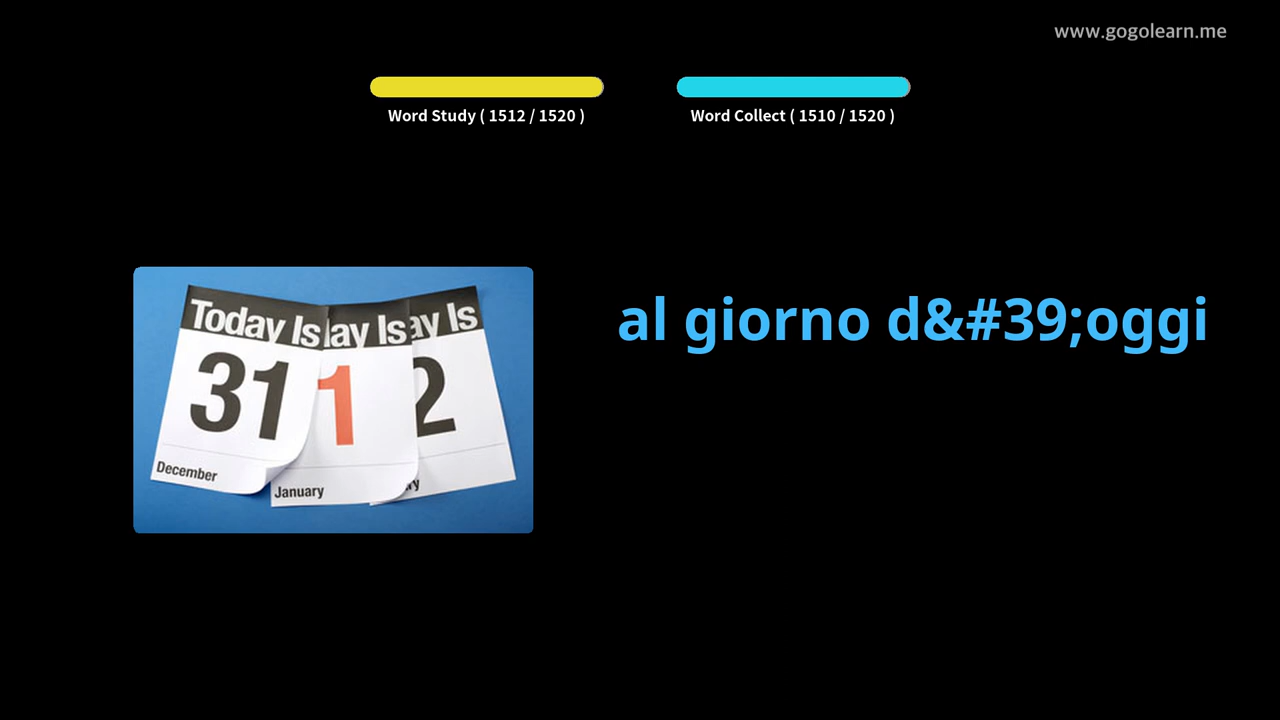 www.gogolearn.me
Word Study ( 1512 / 1520 )
Word Collect ( 1510 / 1520 )
al giorno d&#39;oggi
Today Is
31
December
ay Is
1
January
ay Is
2
ry